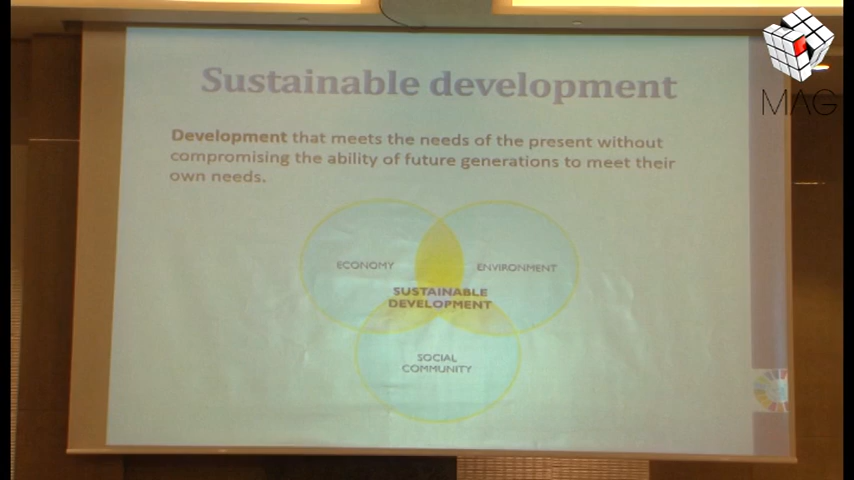 MAG
Sustainable development
Development that meets the needs of the present without
compromising the ability of future generations to meet their
own needs.
ECONOMY
ENVIRONMENT
SUSTAINABLE
DEVELOPMENT
SOCIAL
COMMUNITY